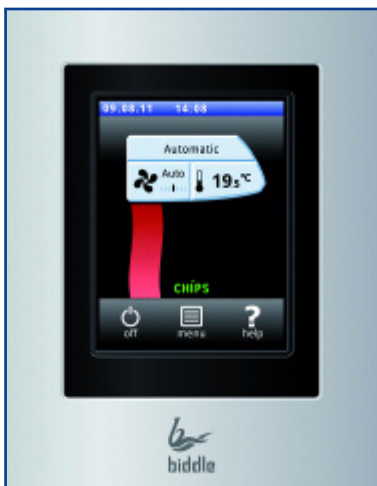 09.08.11 14:08
Automatic
Auto 19.5°C
CHIPS
off menu help
biddle